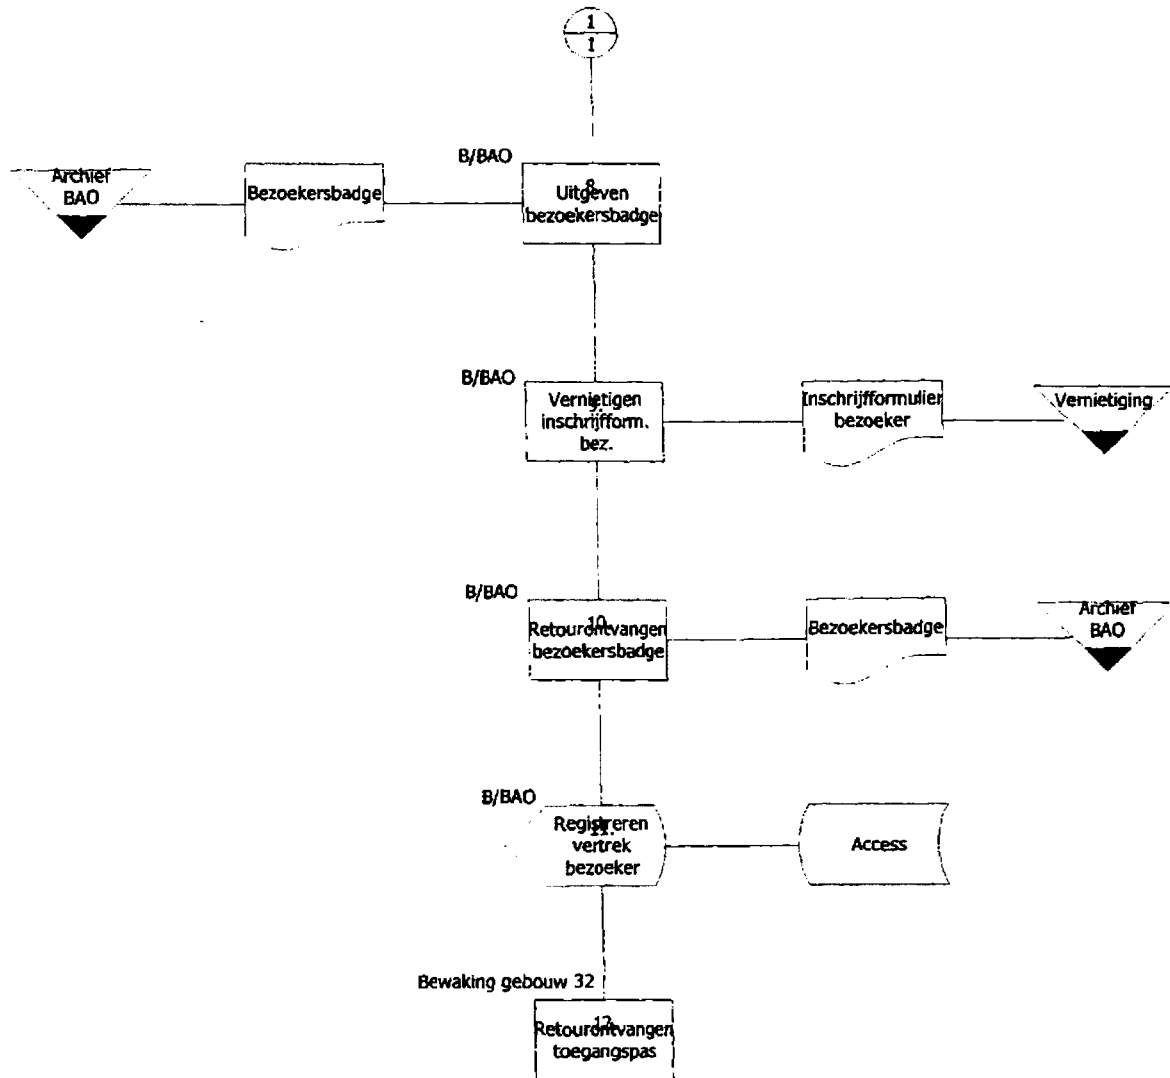 1
1
B/BAO
Archief
BAO
Bezoekersbadge
8.
Uitgeven
bezoekersbadge
B/BAO
9.
Vernietigen
inschrijfform.
bez.
Inschrijfformulier
bezoeker
Vernietiging
B/BAO
10.
Retourontvangen
bezoekersbadge
Bezoekersbadge
Archief
BAO
B/BAO
11.
Registreren
vertrek
bezoeker
Access
Bewaking gebouw 32
12.
Retourontvangen
toegangspas